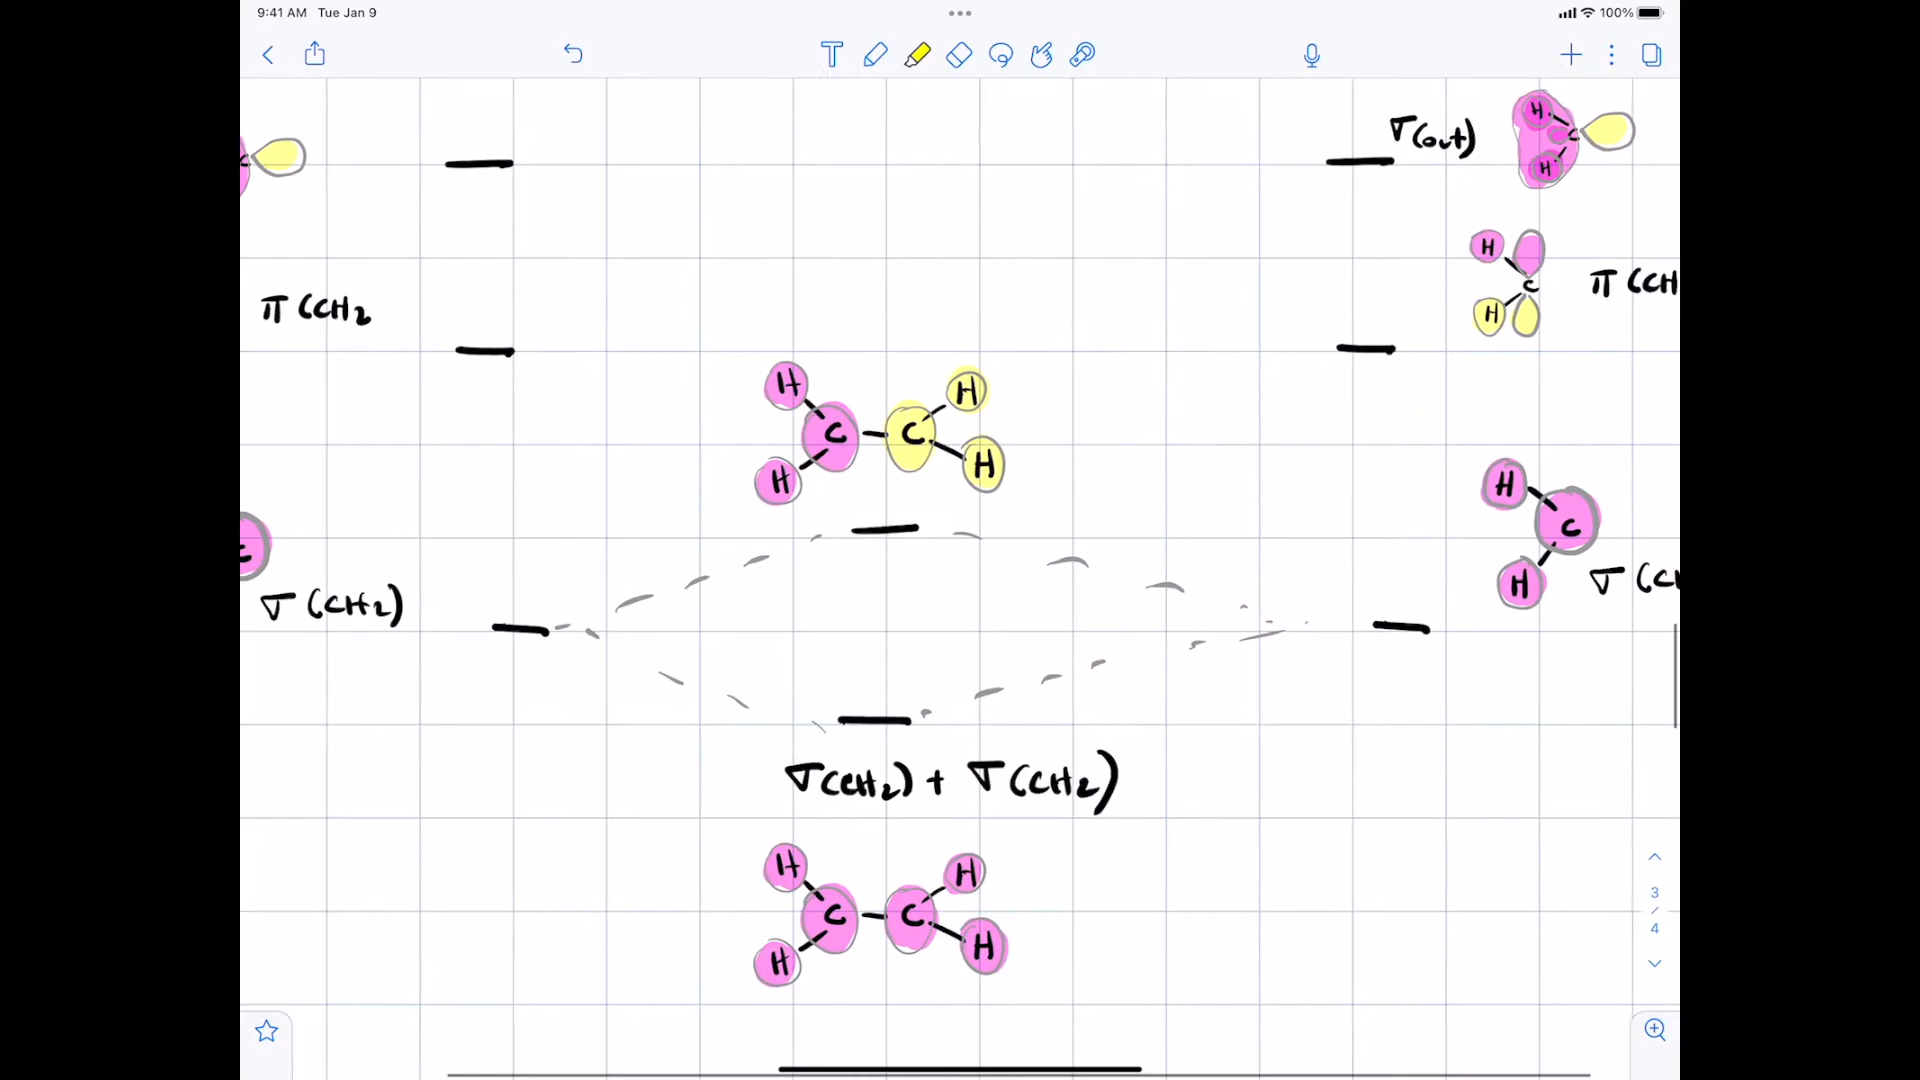 9:41 AM Tue Jan 9
100%
T
σ(out)
H
C
H
C
H
C
H
π(CH
π(CH2
H H
C C
H H
H
C
H
C
σ(CH2)
σ(C
σ(CH2) + σ(CH2)
H H
C C
H H
3
/
4